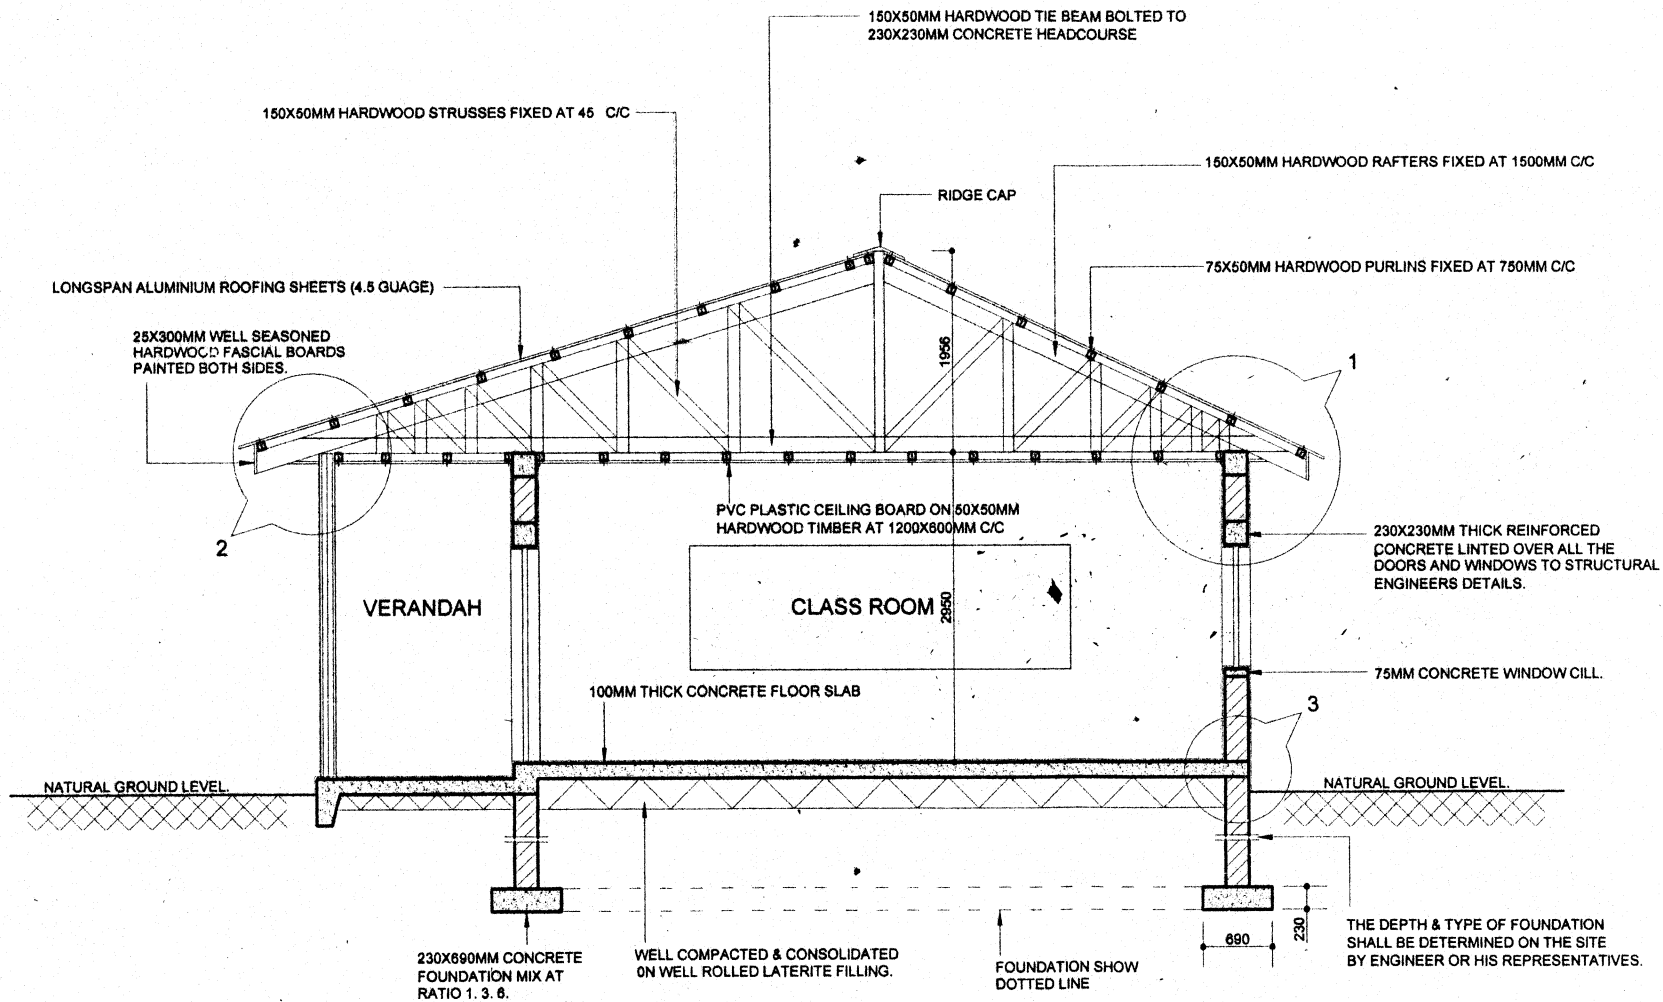 150X50MM HARDWOOD TIE BEAM BOLTED TO
230X230MM CONCRETE HEADCOURSE
150X50MM HARDWOOD STRUSSES FIXED AT 45 C/C
150X50MM HARDWOOD RAFTERS FIXED AT 1500MM C/C
RIDGE CAP
75X50MM HARDWOOD PURLINS FIXED AT 750MM C/C
LONGSPAN ALUMINIUM ROOFING SHEETS (4.5 GUAGE)
25X300MM WELL SEASONED
HARDWOOD FASCIAL BOARDS
PAINTED BOTH SIDES.
1956
1
2
PVC PLASTIC CEILING BOARD ON 50X50MM
HARDWOOD TIMBER AT 1200X600MM C/C
230X230MM THICK REINFORCED
CONCRETE LINTED OVER ALL THE
DOORS AND WINDOWS TO STRUCTURAL
ENGINEERS DETAILS.
VERANDAH
CLASS ROOM
2950
75MM CONCRETE WINDOW CILL.
100MM THICK CONCRETE FLOOR SLAB
3
NATURAL GROUND LEVEL.
NATURAL GROUND LEVEL.
230X690MM CONCRETE
FOUNDATION MIX AT
RATIO 1. 3. 6.
WELL COMPACTED & CONSOLIDATED
ON WELL ROLLED LATERITE FILLING.
FOUNDATION SHOW
DOTTED LINE
690
230
THE DEPTH & TYPE OF FOUNDATION
SHALL BE DETERMINED ON THE SITE
BY ENGINEER OR HIS REPRESENTATIVES.